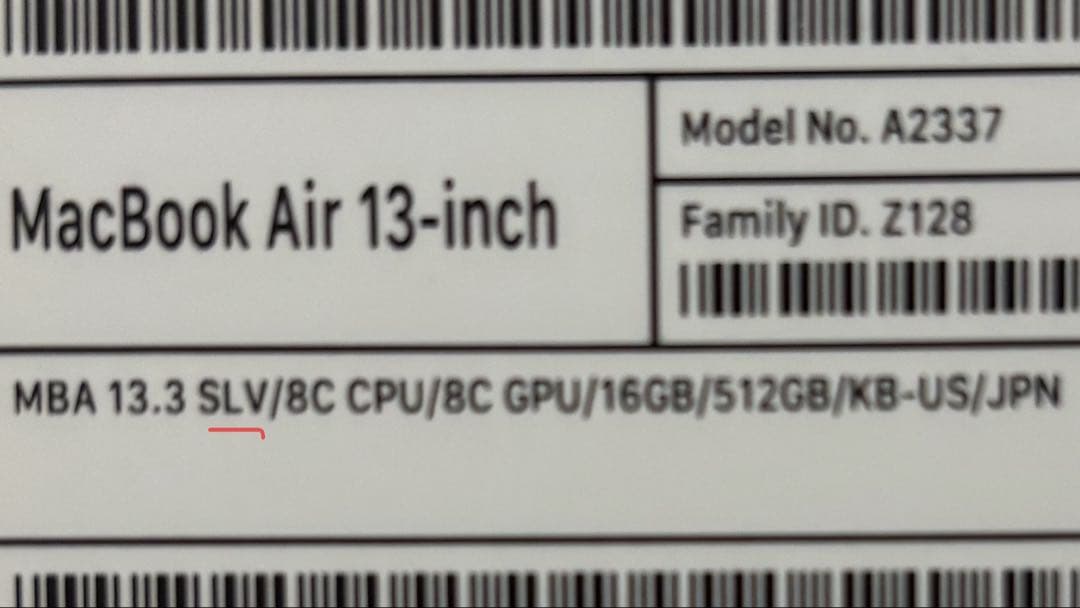 MacBook Air 13-inch
Model No. A2337
Family ID. Z128
MBA 13.3 SLV/8C CPU/8C GPU/16GB/512GB/KB-US/JPN